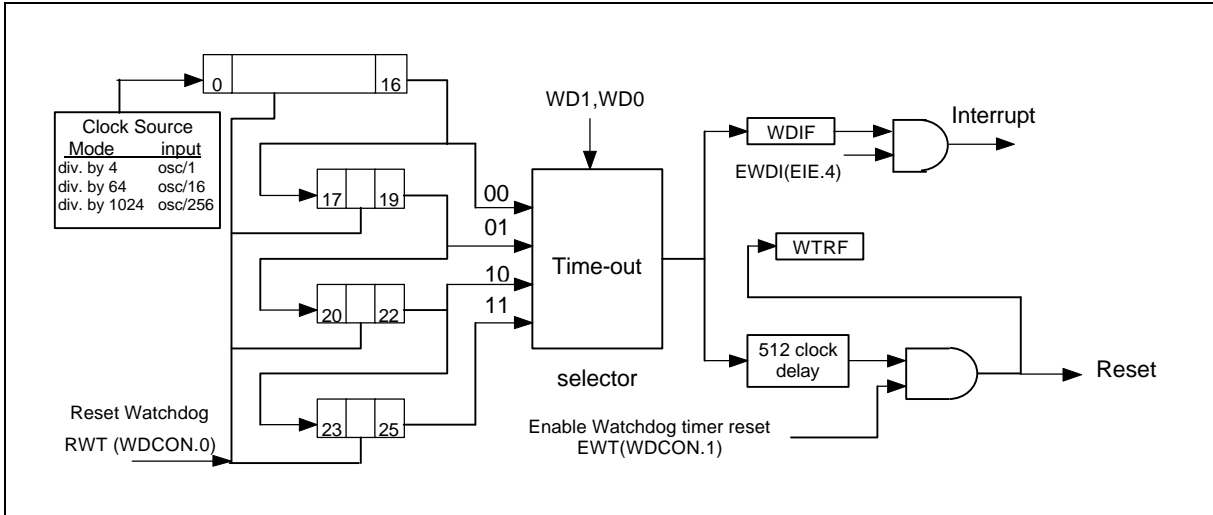 0 16
Clock Source
Mode input
div. by 4 osc/1
div. by 64 osc/16
div. by 1024 osc/256
17 19
20 22
23 25
Reset Watchdog
RWT (WDCON.0)
WD1,WD0
00
01
10
11
Time-out
selector
WDIF
EWDI(EIE.4)
Interrupt
WTRF
512 clock
delay
Enable Watchdog timer reset
EWT(WDCON.1)
Reset